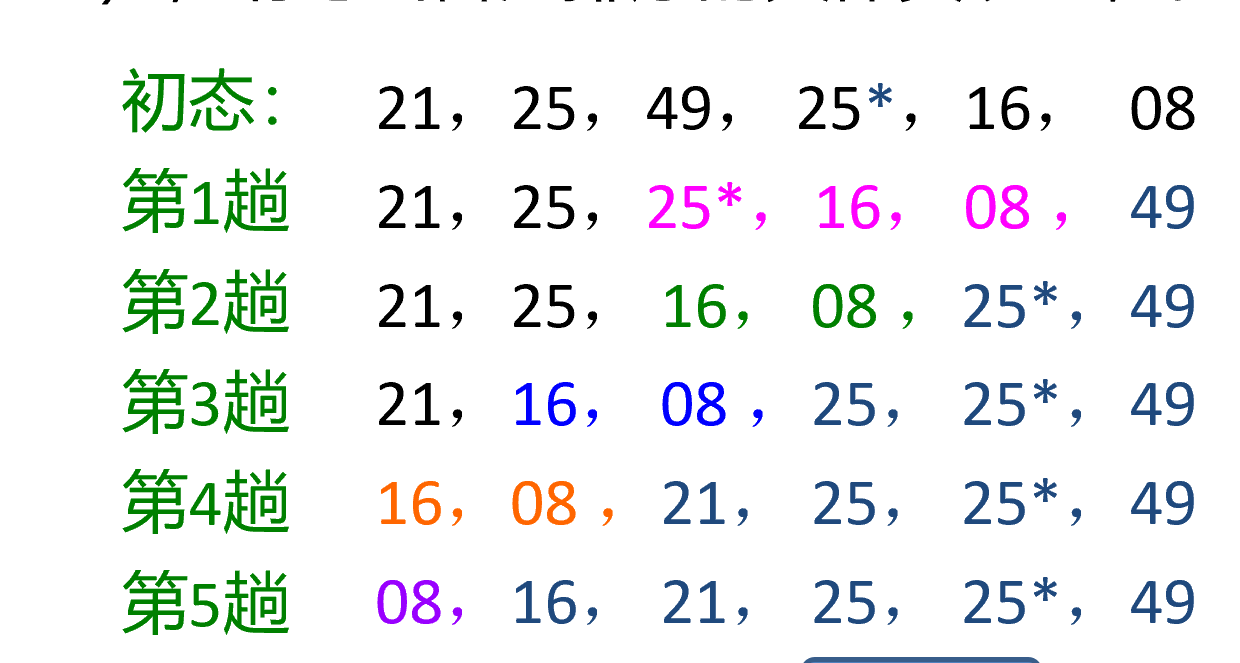 初态： 21， 25， 49， 25*， 16， 08
第1趟 21， 25， 25*， 16， 08 ， 49
第2趟 21， 25， 16， 08 ， 25*， 49
第3趟 21， 16， 08 ， 25， 25*， 49
第4趟 16， 08 ， 21， 25， 25*， 49
第5趟 08， 16， 21， 25， 25*， 49